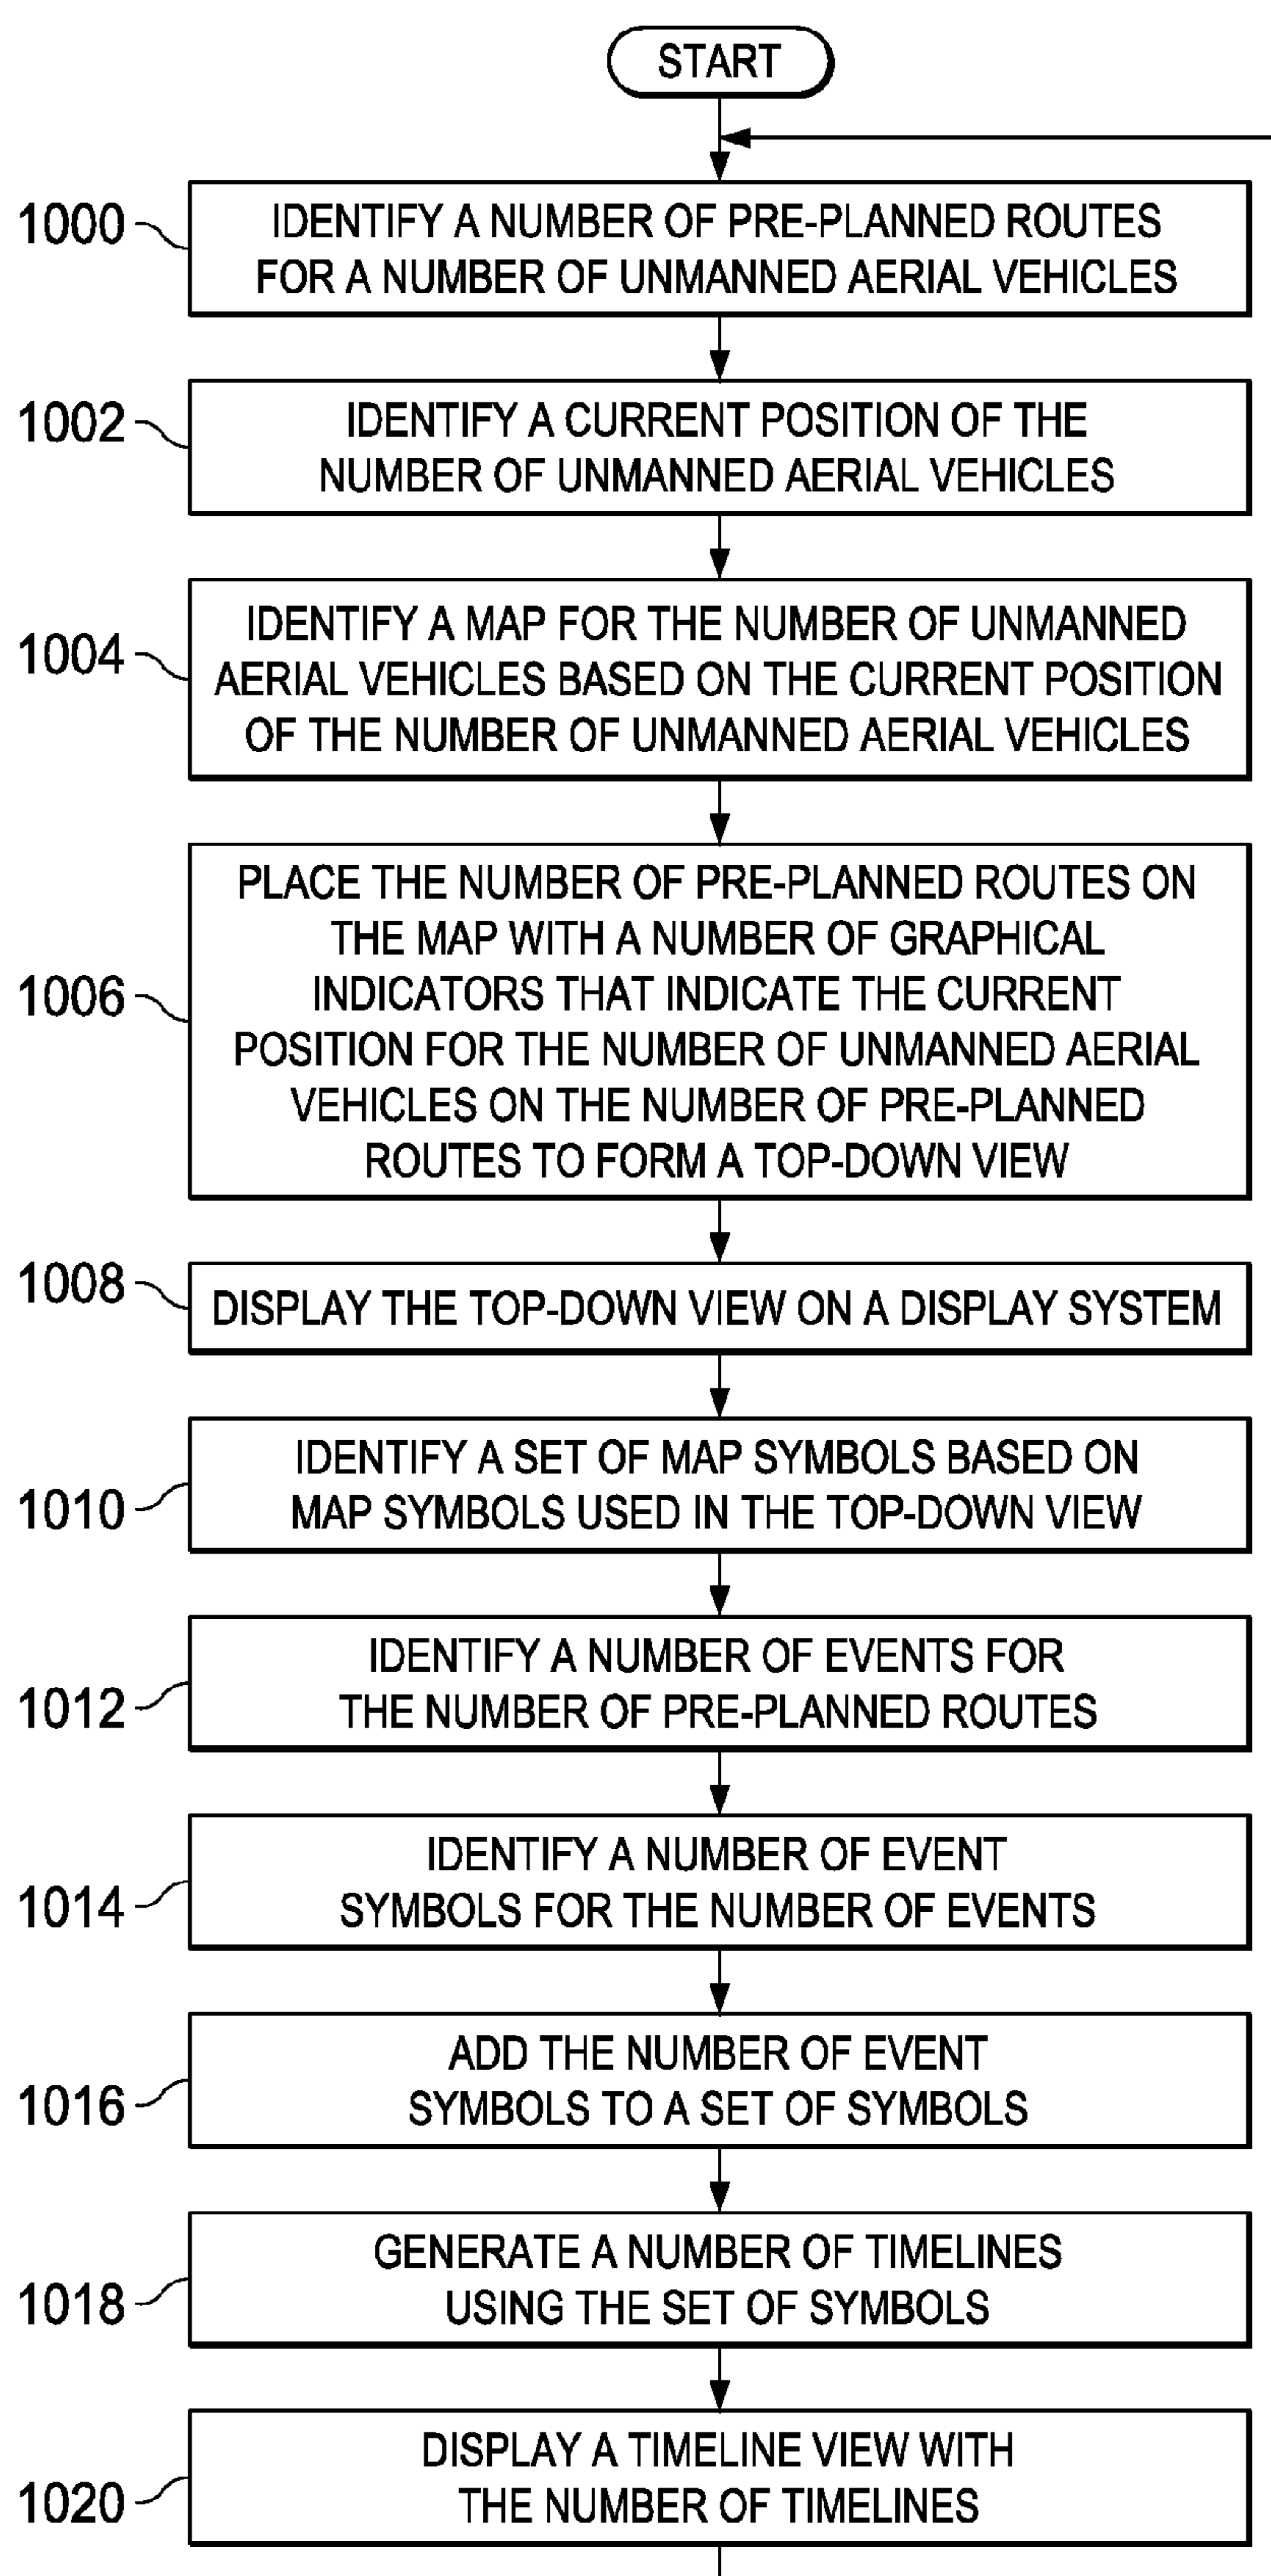 START
1000
IDENTIFY A NUMBER OF PRE-PLANNED ROUTES
FOR A NUMBER OF UNMANNED AERIAL VEHICLES
1002
IDENTIFY A CURRENT POSITION OF THE
NUMBER OF UNMANNED AERIAL VEHICLES
1004
IDENTIFY A MAP FOR THE NUMBER OF UNMANNED
AERIAL VEHICLES BASED ON THE CURRENT POSITION
OF THE NUMBER OF UNMANNED AERIAL VEHICLES
1006
PLACE THE NUMBER OF PRE-PLANNED ROUTES ON
THE MAP WITH A NUMBER OF GRAPHICAL
INDICATORS THAT INDICATE THE CURRENT
POSITION FOR THE NUMBER OF UNMANNED AERIAL
VEHICLES ON THE NUMBER OF PRE-PLANNED
ROUTES TO FORM A TOP-DOWN VIEW
1008
DISPLAY THE TOP-DOWN VIEW ON A DISPLAY SYSTEM
1010
IDENTIFY A SET OF MAP SYMBOLS BASED ON
MAP SYMBOLS USED IN THE TOP-DOWN VIEW
1012
IDENTIFY A NUMBER OF EVENTS FOR
THE NUMBER OF PRE-PLANNED ROUTES
1014
IDENTIFY A NUMBER OF EVENT
SYMBOLS FOR THE NUMBER OF EVENTS
1016
ADD THE NUMBER OF EVENT
SYMBOLS TO A SET OF SYMBOLS
1018
GENERATE A NUMBER OF TIMELINES
USING THE SET OF SYMBOLS
1020
DISPLAY A TIMELINE VIEW WITH
THE NUMBER OF TIMELINES